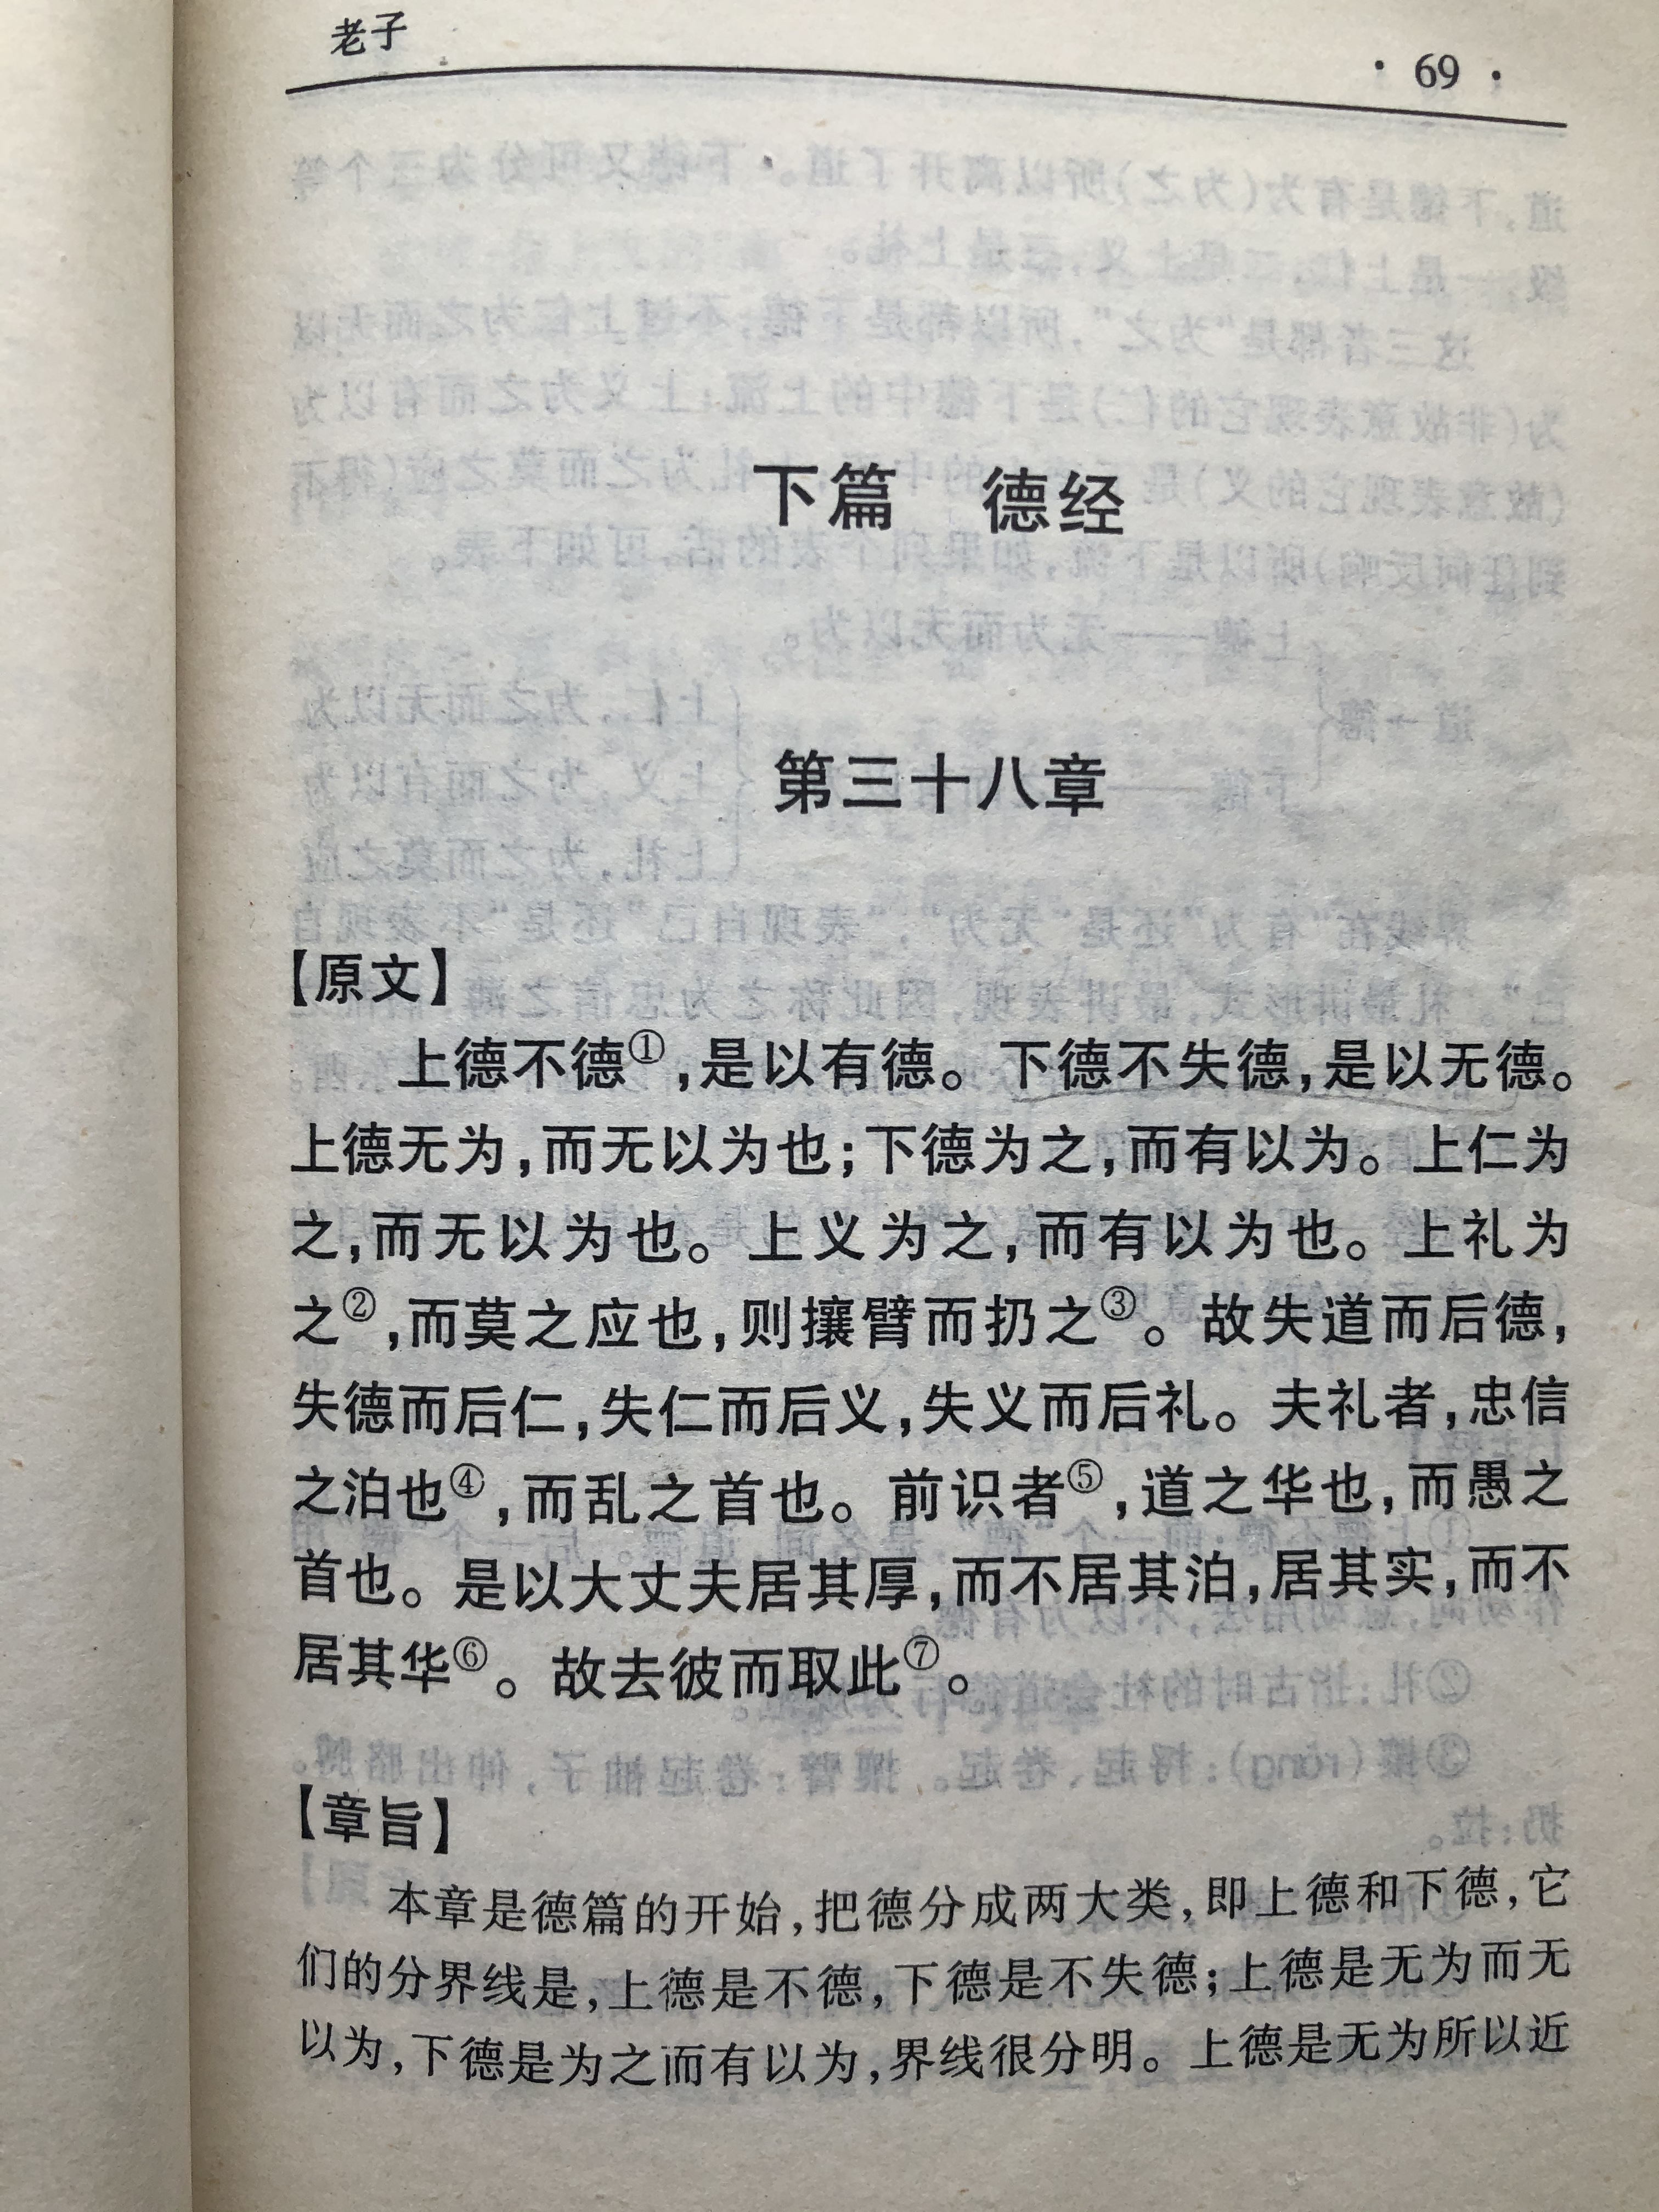 老子
· 69 ·
下篇 德经
第三十八章
【原文】
上德不德①,是以有德。下德不失德,是以无德。
上德无为,而无以为也;下德为之,而有以为。上仁为
之,而无以为也。上义为之,而有以为也。上礼为
之②,而莫之应也,则攘臂而扔之③。故失道而后德,
失德而后仁,失仁而后义,失义而后礼。夫礼者,忠信
之泊也④,而乱之首也。前识者⑤,道之华也,而愚之
首也。是以大丈夫居其厚,而不居其泊,居其实,而不
居其华⑥。故去彼而取此⑦。
【章旨】
本章是德篇的开始,把德分成两大类,即上德和下德,它
们的分界线是,上德是不德,下德是不失德;上德是无为而无
以为,下德是为之而有以为,界线很分明。上德是无为所以近